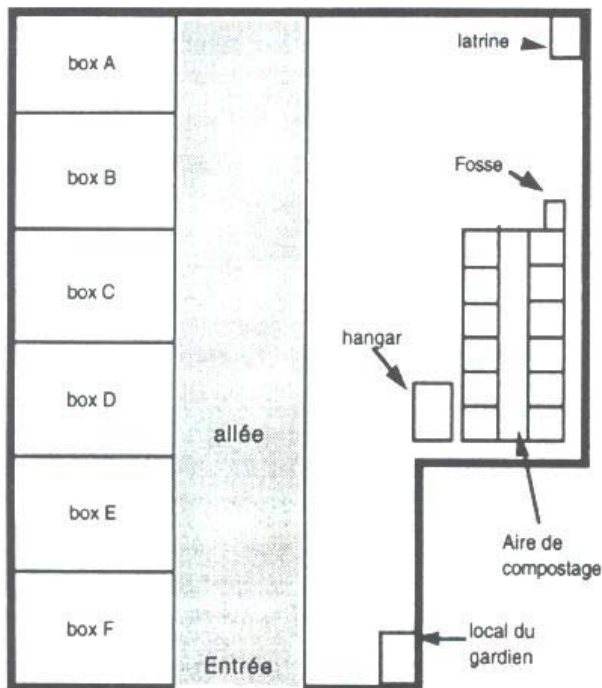 latrine
box A
Fosse
box B
box C
hangar
box D
allée
box E
Aire de
compostage
box F
local du
gardien
Entrée